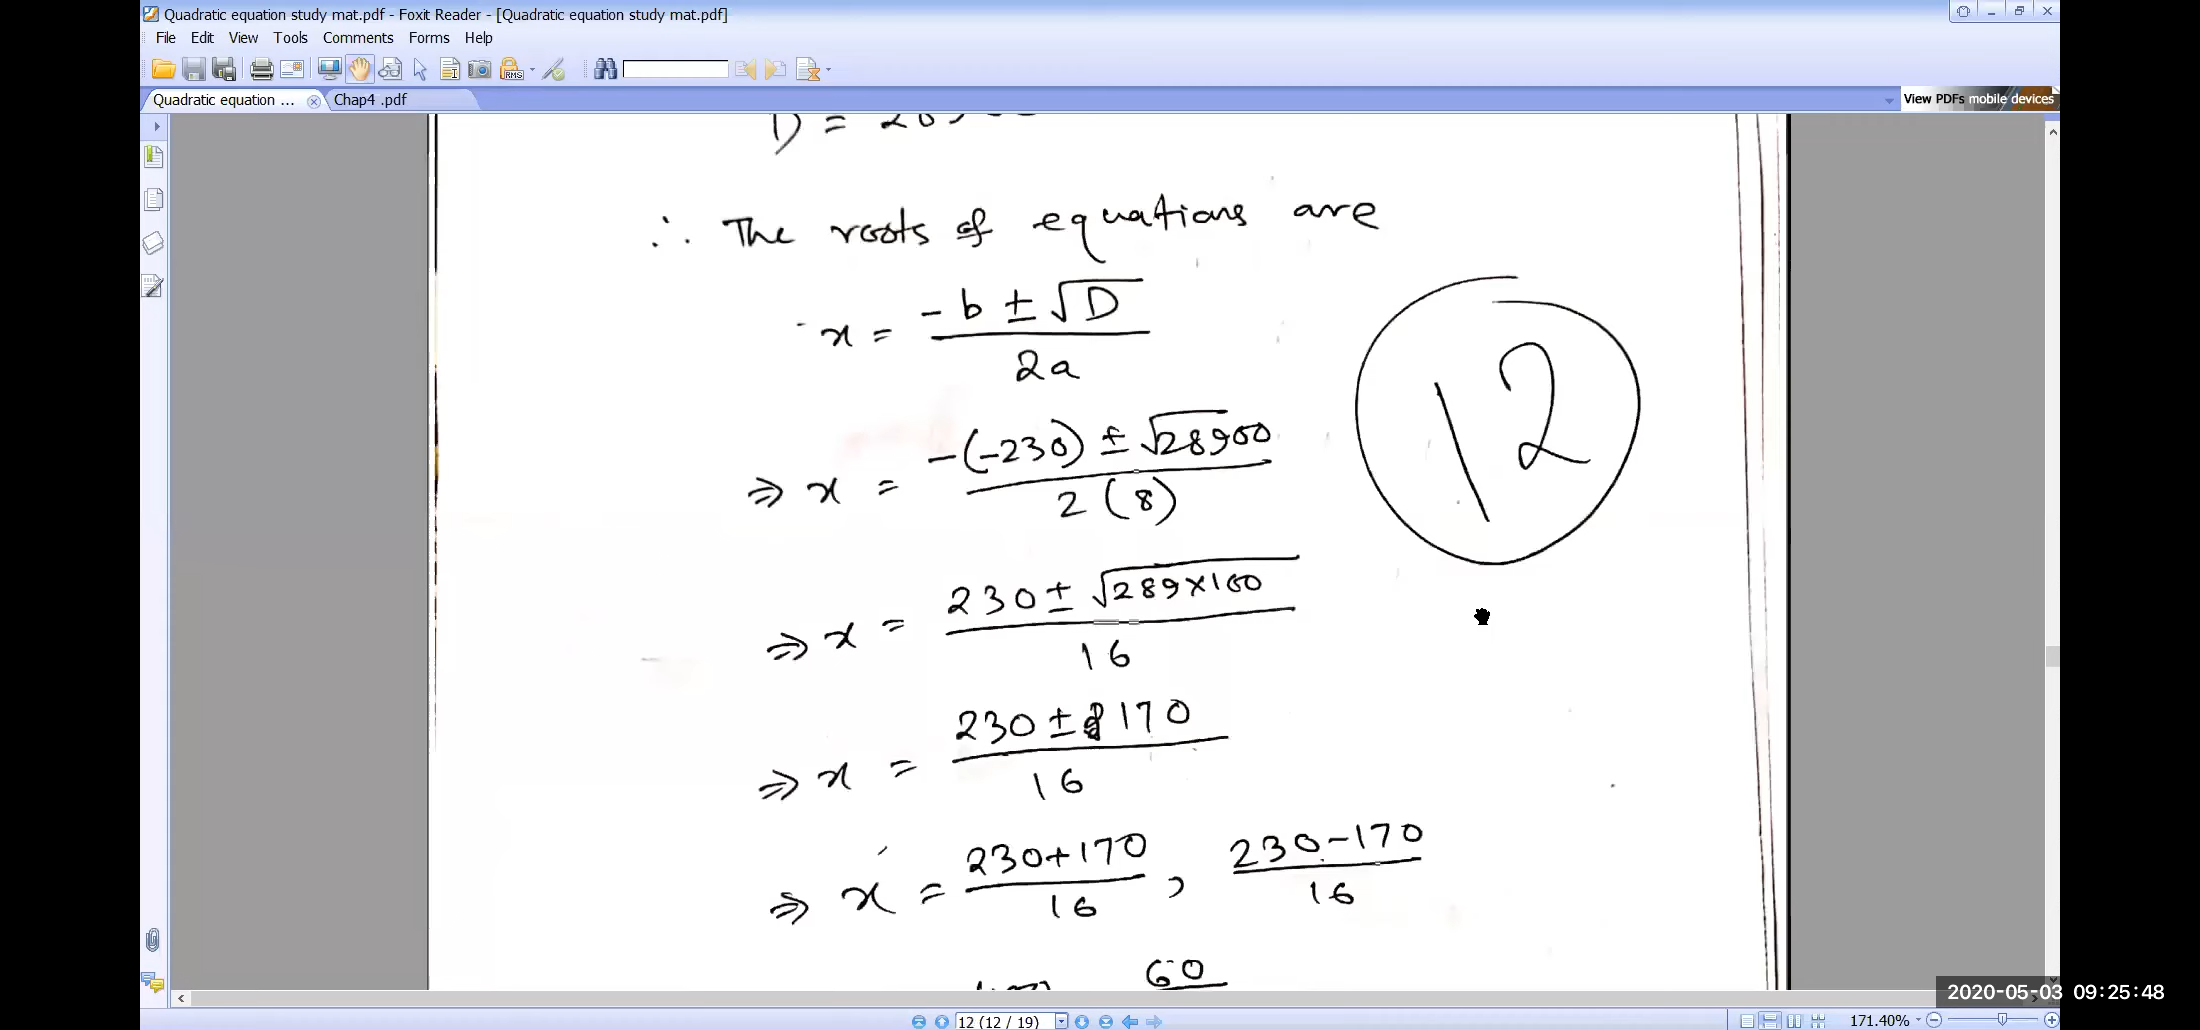 Quadratic equation study mat.pdf - Foxit Reader - [Quadratic equation study mat.pdf]
File Edit View Tools Comments Forms Help
Quadratic equation ... Chap4 .pdf
View PDFs mobile devices
D =
∴ The roots of equations are
x = (-b ± √D) / 2a
12
⇒ x = (-(-230) ± √28900) / 2(8)
⇒ x = (230 ± √289×100) / 16
⇒ x = (230 ± 170) / 16
⇒ x = (230+170) / 16 , (230-170) / 16
60
2020-05-03 09:25:48
12 (12 / 19)
171.40%